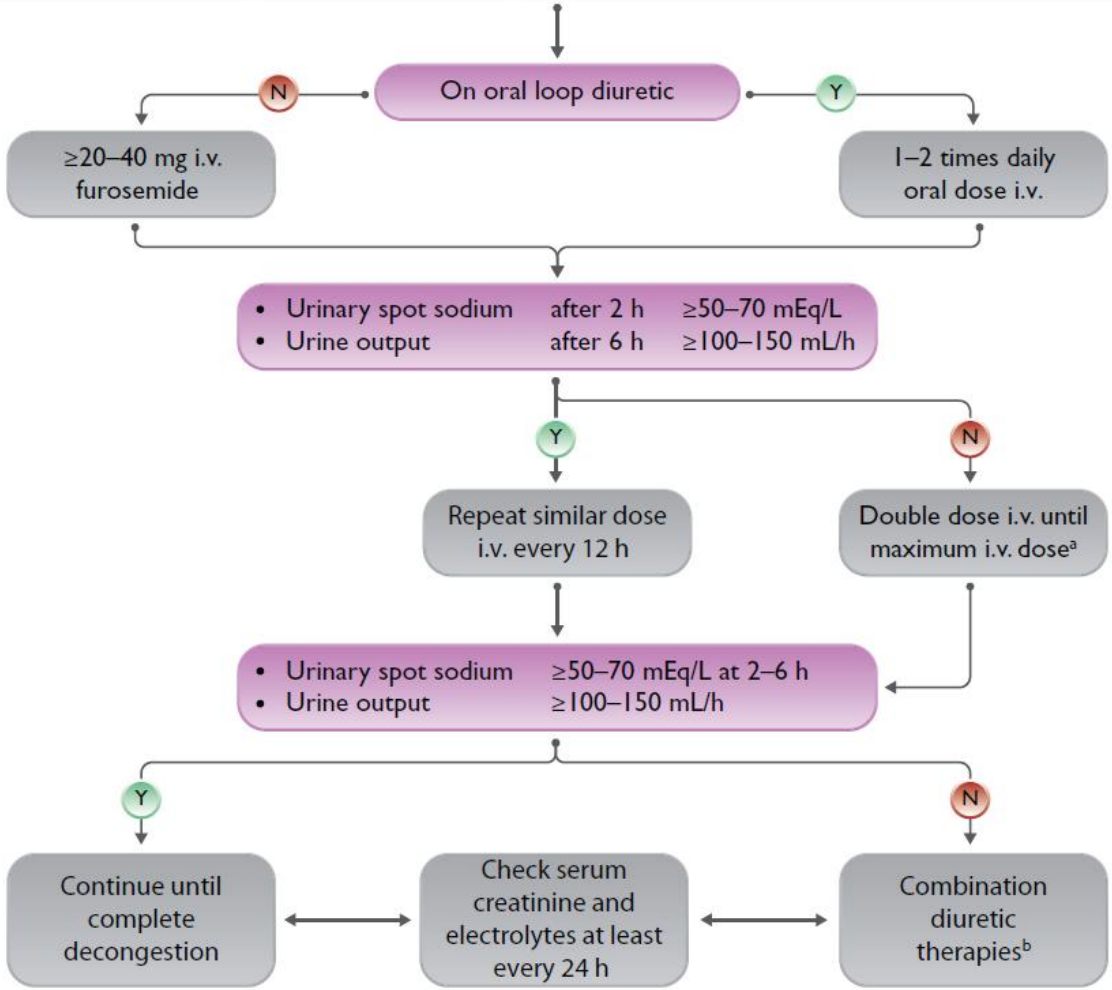 On oral loop diuretic
N
Y
≥20–40 mg i.v.
furosemide
1–2 times daily
oral dose i.v.
• Urinary spot sodium after 2 h ≥50–70 mEq/L
• Urine output after 6 h ≥100–150 mL/h
Y
N
Repeat similar dose
i.v. every 12 h
Double dose i.v. until
maximum i.v. doseᵃ
• Urinary spot sodium ≥50–70 mEq/L at 2–6 h
• Urine output ≥100–150 mL/h
Y
N
Continue until
complete
decongestion
Check serum
creatinine and
electrolytes at least
every 24 h
Combination
diuretic
therapiesᵇ